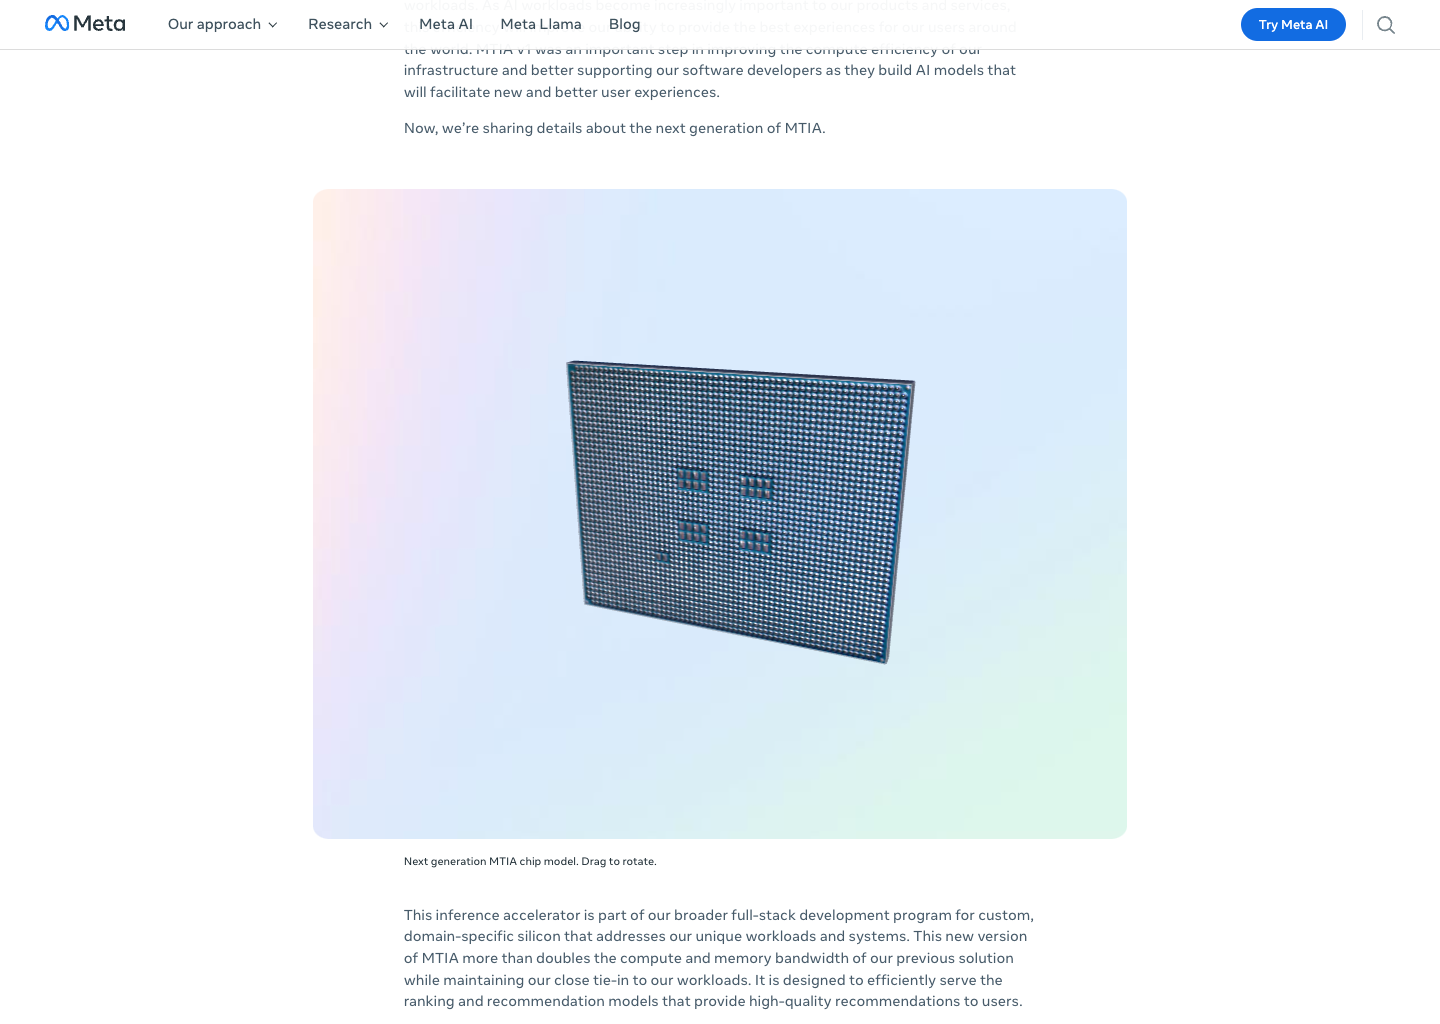 Meta
Our approach
Research
Meta AI
Meta Llama
Blog
Try Meta AI
workloads. As AI workloads become increasingly important to our products and services,
to provide the best experiences for our users around
the world. MTIA v1 was an important step in improving the compute efficiency of our
infrastructure and better supporting our software developers as they build AI models that
will facilitate new and better user experiences.
Now, we’re sharing details about the next generation of MTIA.
Next generation MTIA chip model. Drag to rotate.
This inference accelerator is part of our broader full-stack development program for custom,
domain-specific silicon that addresses our unique workloads and systems. This new version
of MTIA more than doubles the compute and memory bandwidth of our previous solution
while maintaining our close tie-in to our workloads. It is designed to efficiently serve the
ranking and recommendation models that provide high-quality recommendations to users.